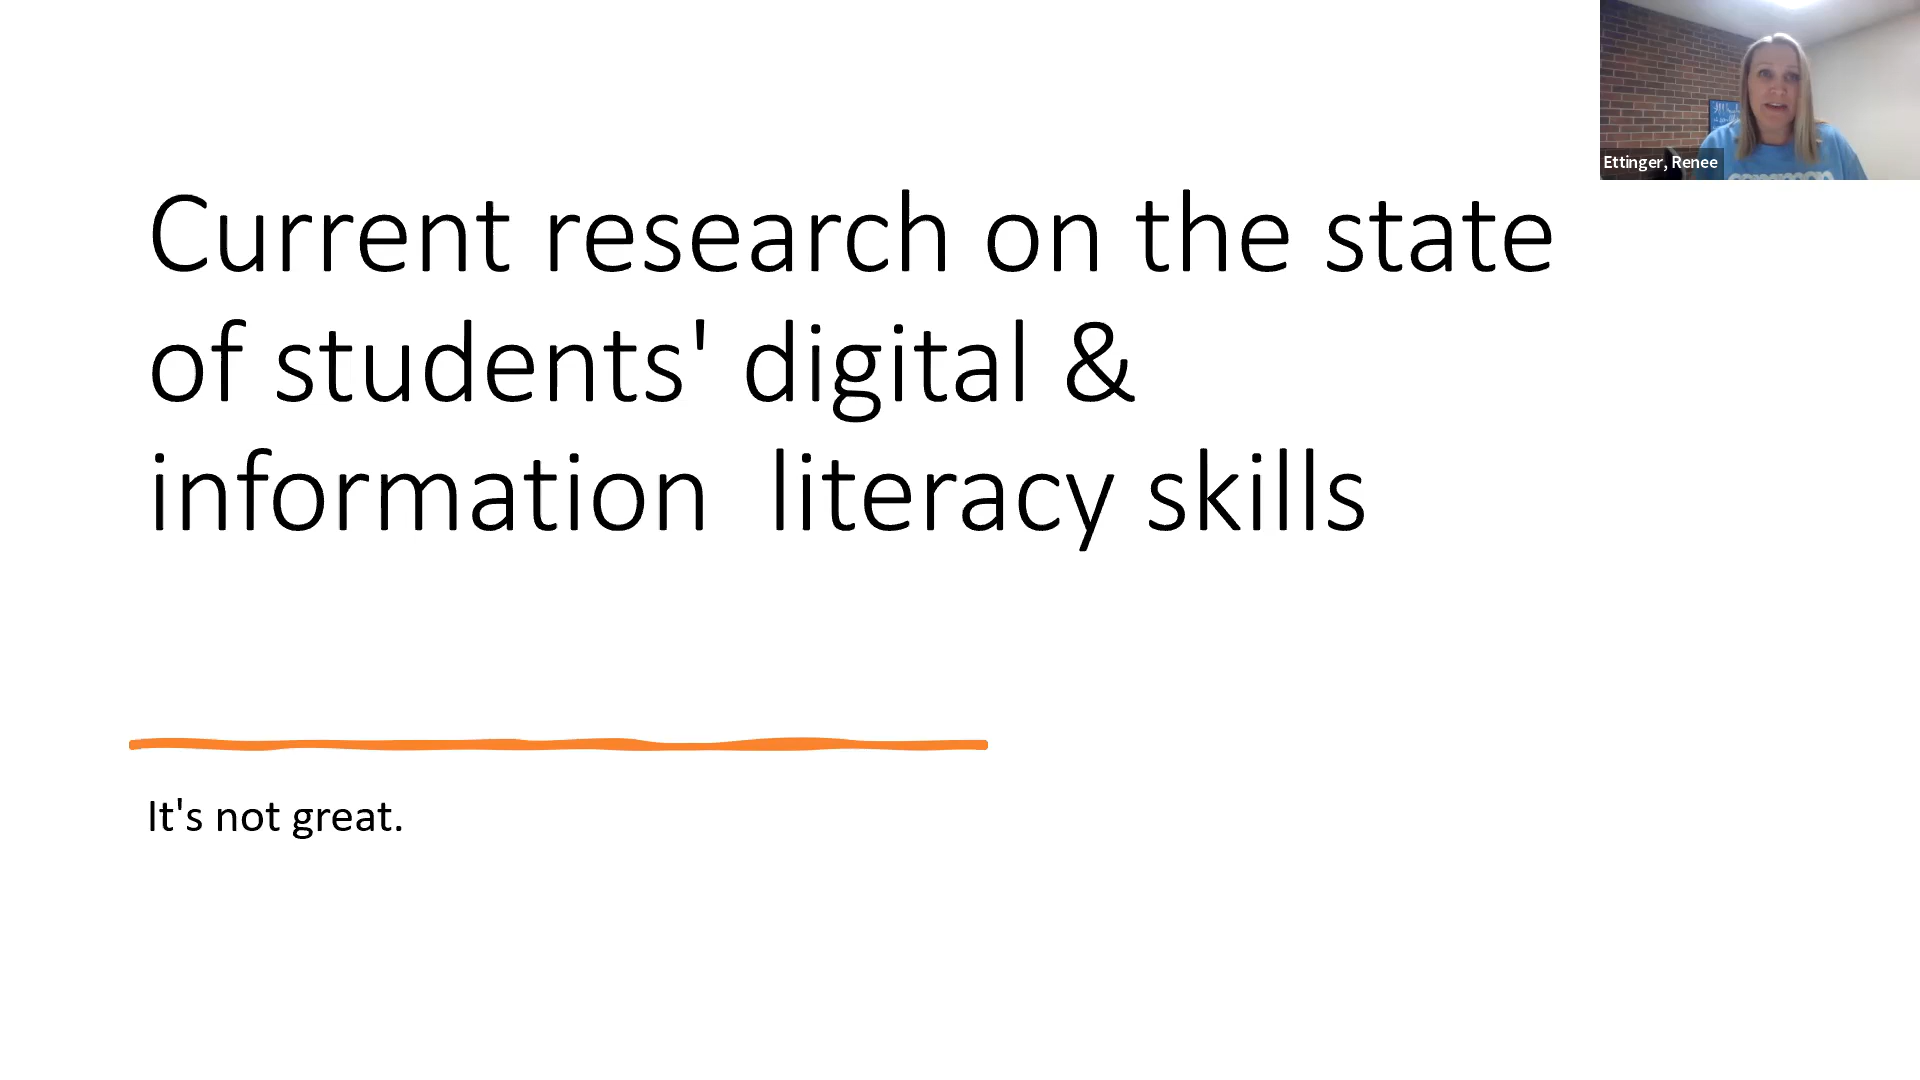 Current research on the state
of students' digital &
information  literacy skills
It's not great.
Ettinger, Renee